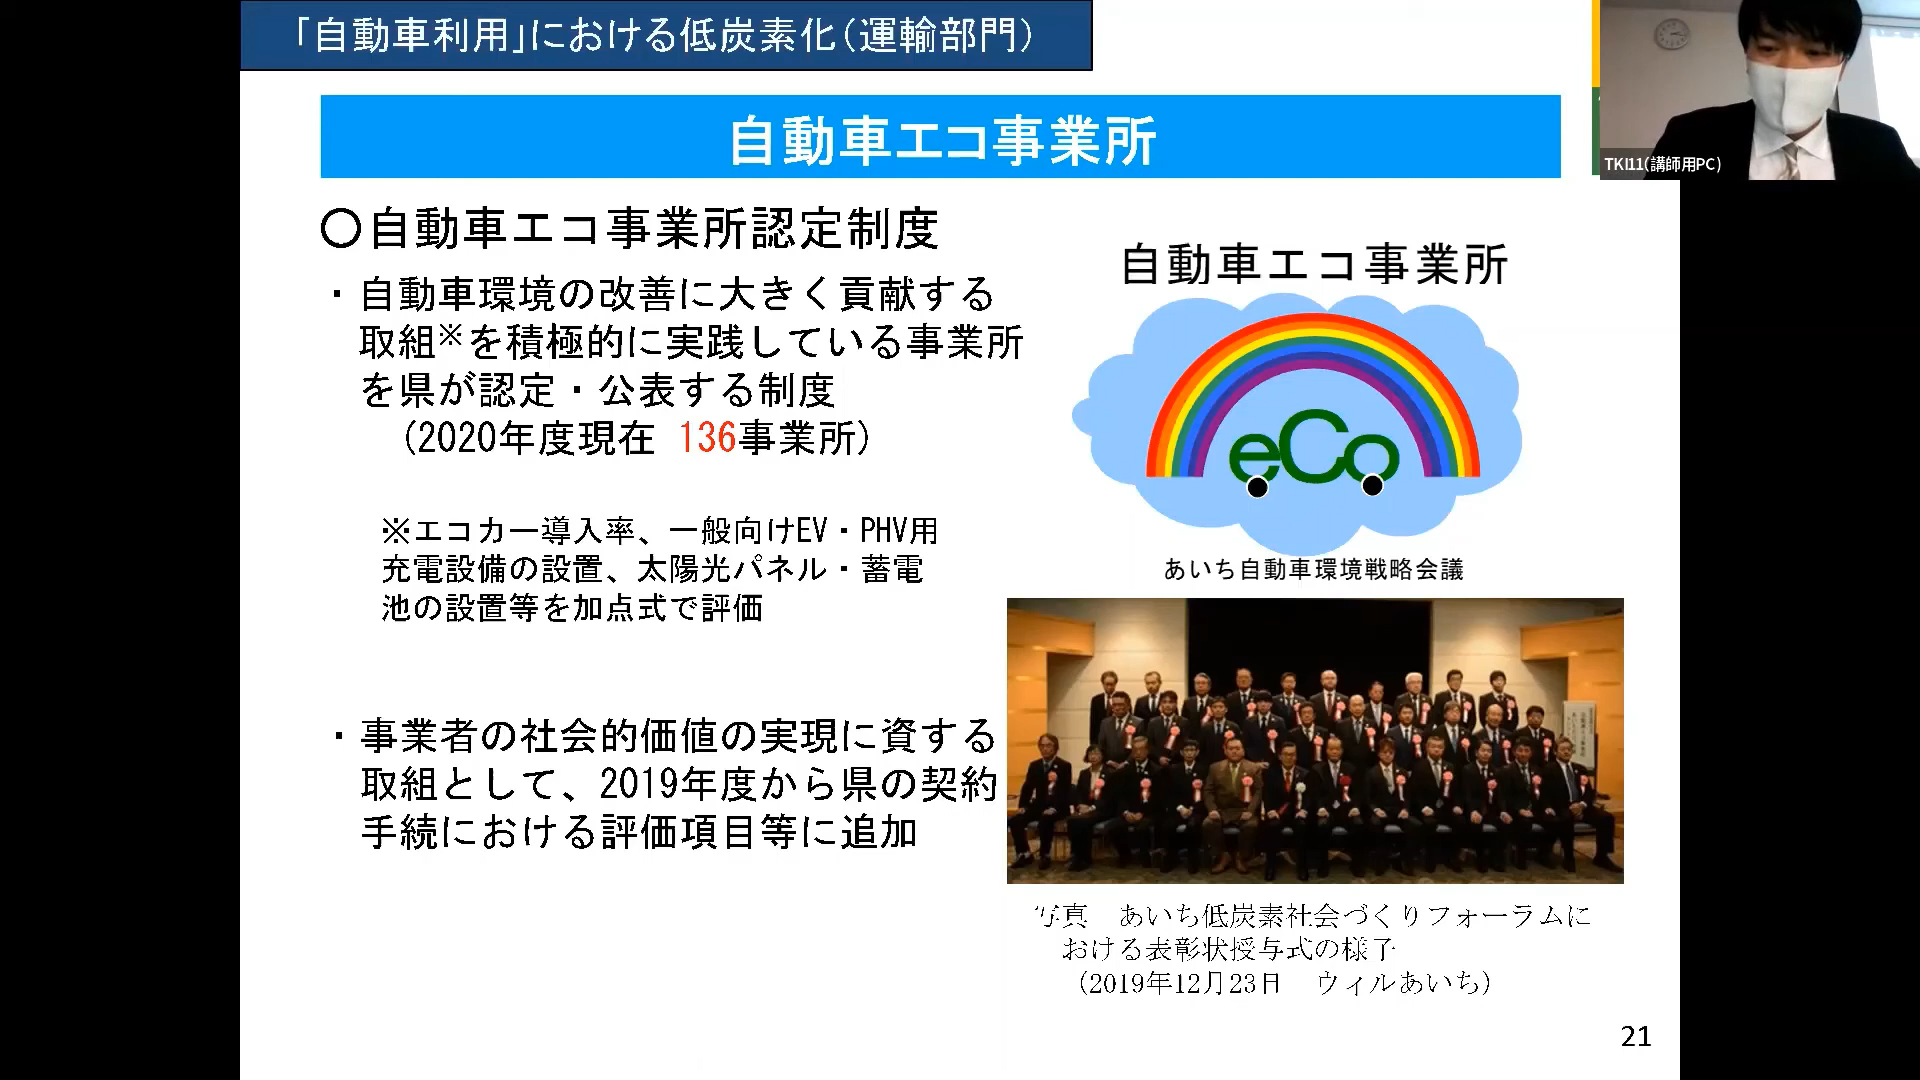 「自動車利用」における低炭素化(運輸部門)
自動車エコ事業所
〇自動車エコ事業所認定制度
・自動車環境の改善に大きく貢献する
取組※を積極的に実践している事業所
を県が認定・公表する制度
(2020年度現在 136事業所)
※エコカー導入率、一般向けEV・PHV用
充電設備の設置、太陽光パネル・蓄電
池の設置等を加点式で評価
・事業者の社会的価値の実現に資する
取組として、2019年度から県の契約
手続における評価項目等に追加
自動車エコ事業所
eco
あいち自動車環境戦略会議
写真 あいち低炭素社会づくりフォーラムに
おける表彰状授与式の様子
(2019年12月23日 ウィルあいち)
21
TKI11(講師用PC)